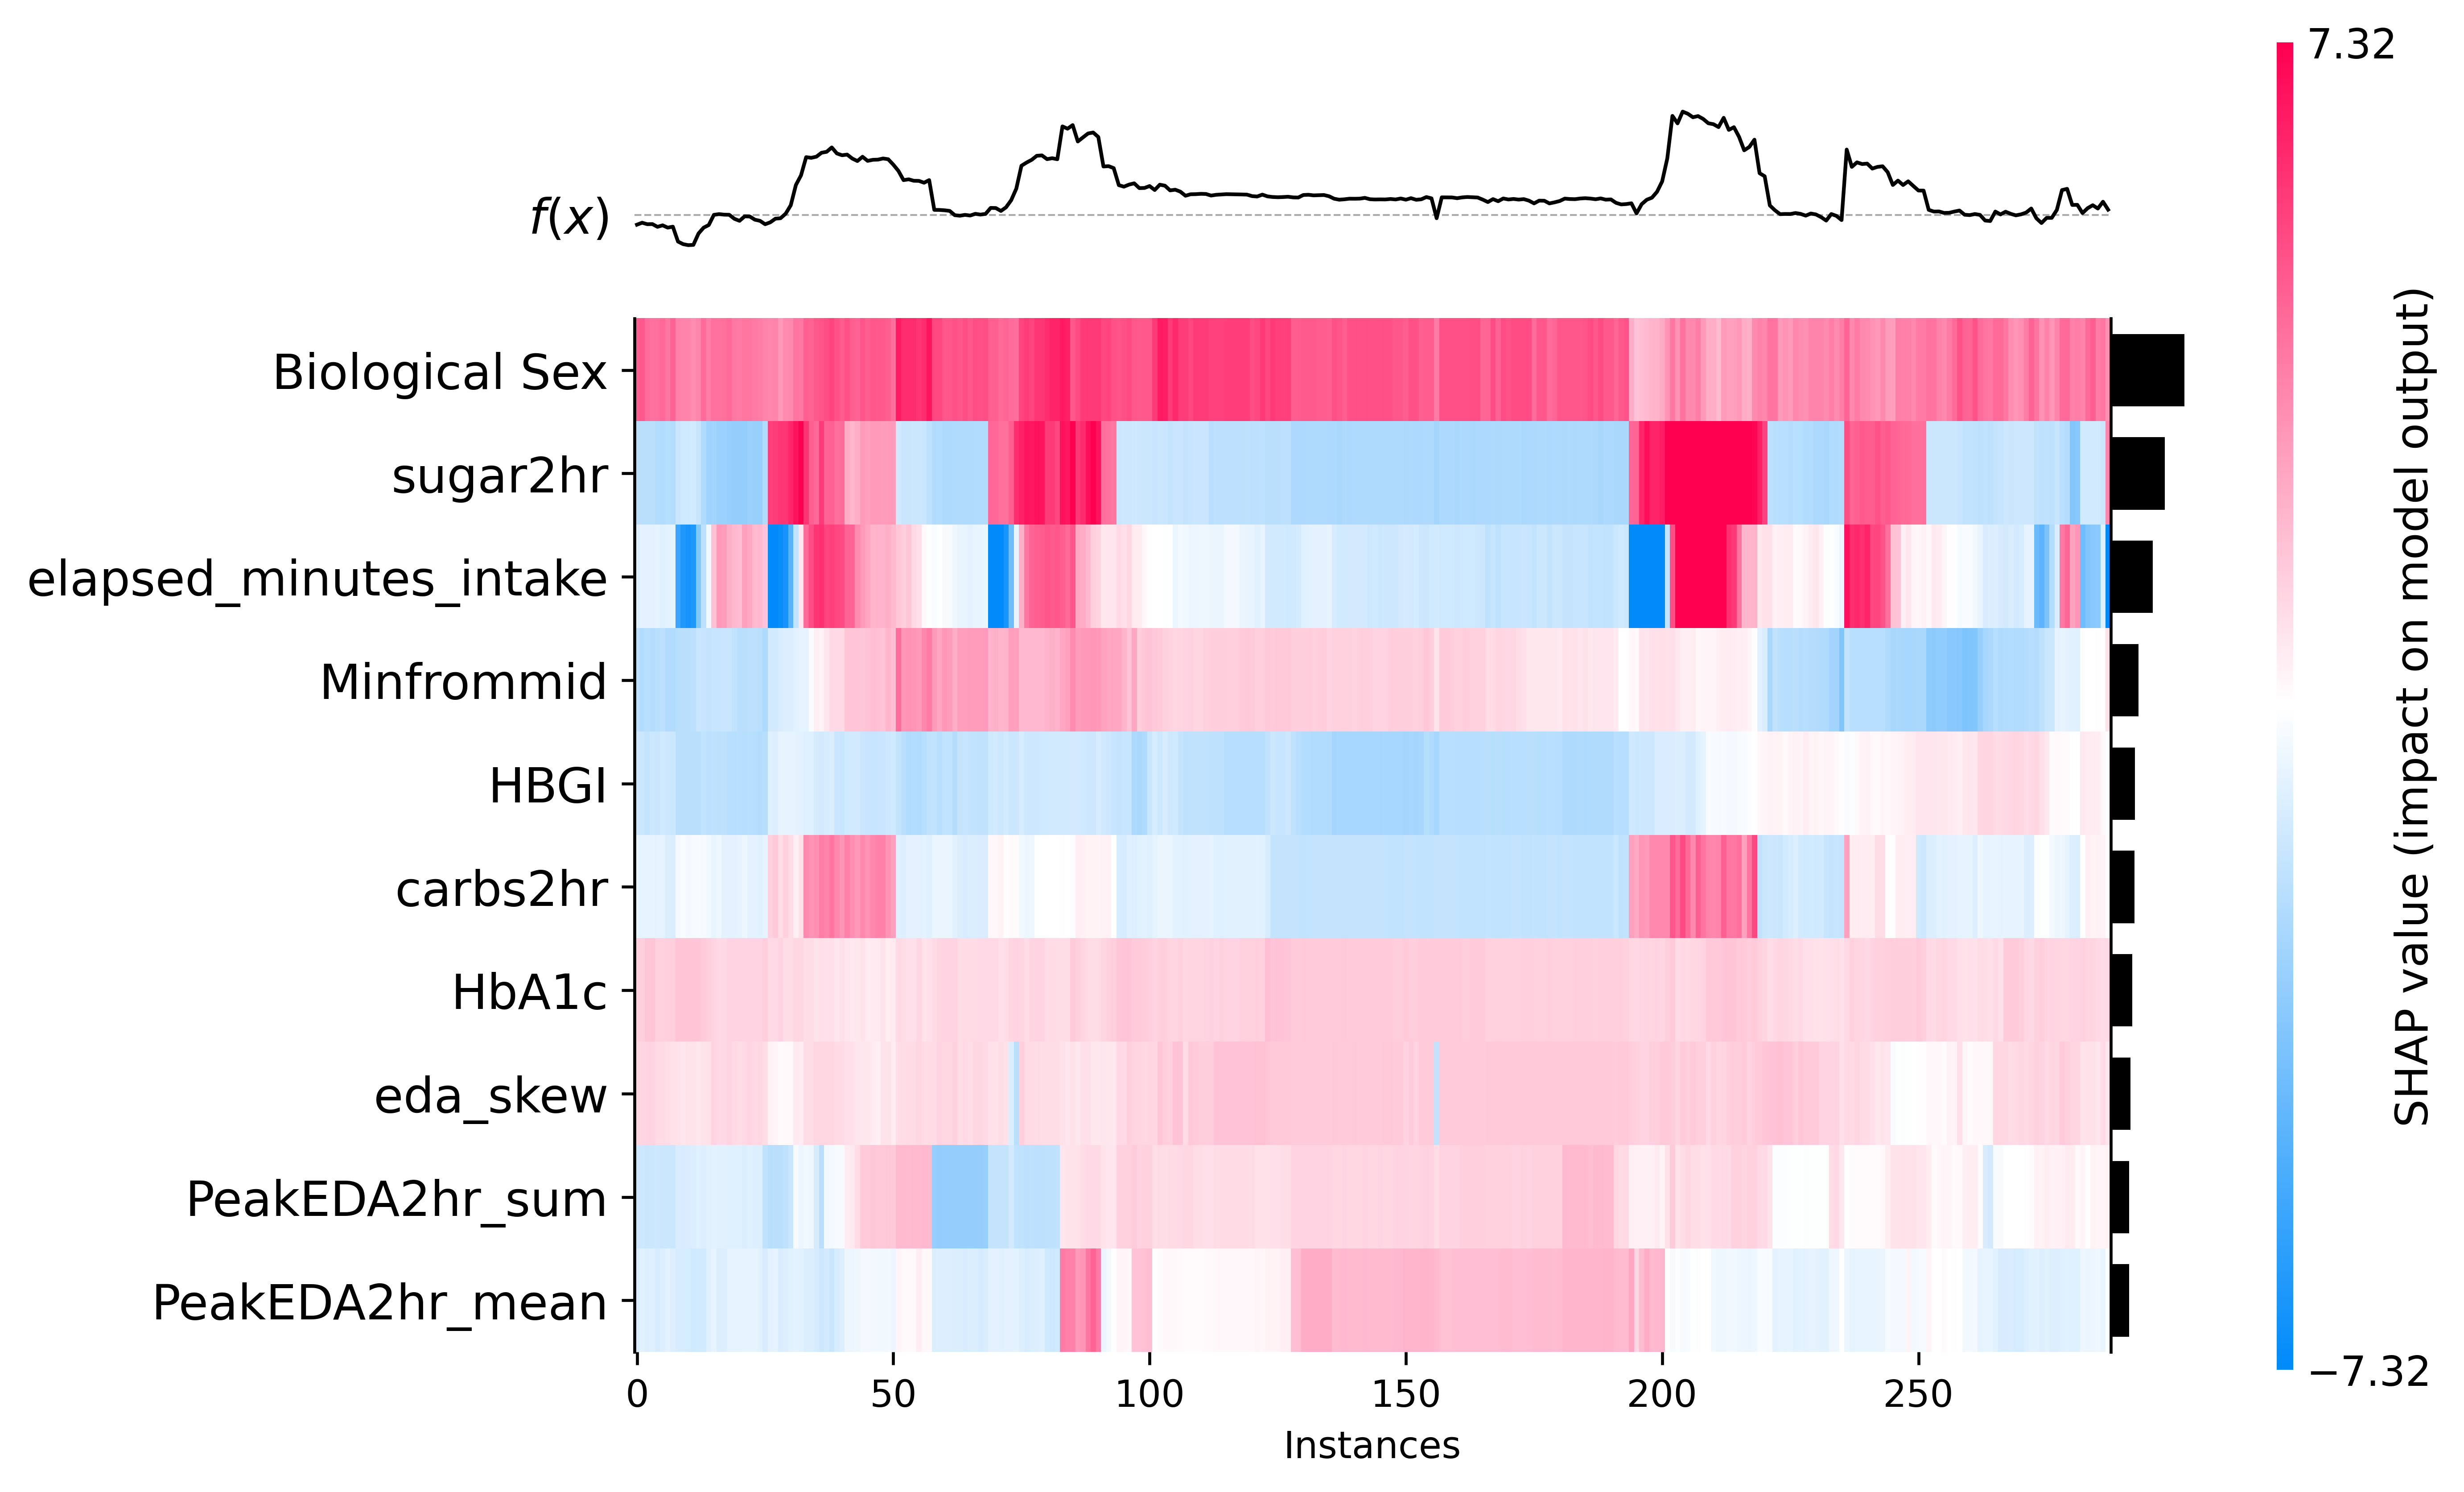 7.32
f(x)
Biological Sex
sugar2hr
elapsed_minutes_intake
Minfrommid
HBGI
carbs2hr
HbA1c
eda_skew
PeakEDA2hr_sum
PeakEDA2hr_mean
0 50 100 150 200 250
Instances
−7.32
SHAP value (impact on model output)